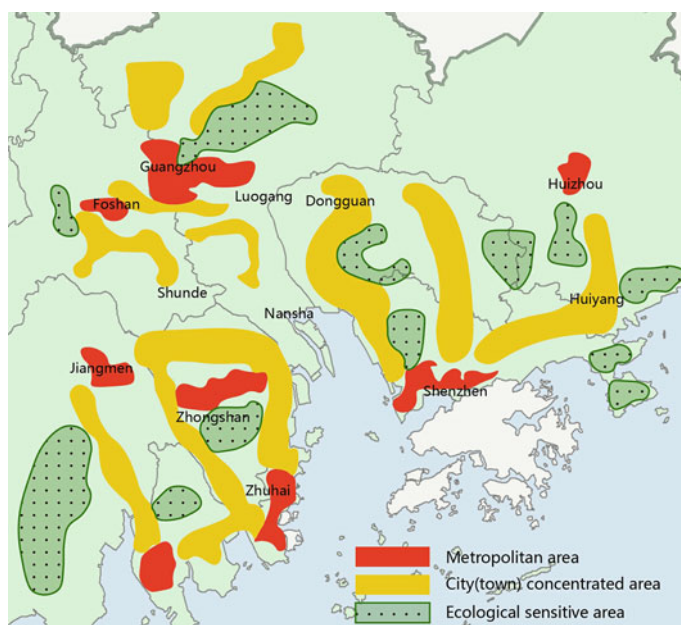 Guangzhou
Huizhou
Foshan
Luogang
Dongguan
Shunde
Huiyang
Nansha
Jiangmen
Shenzhen
Zhongshan
Zhuhai
Metropolitan area
City(town) concentrated area
Ecological sensitive area